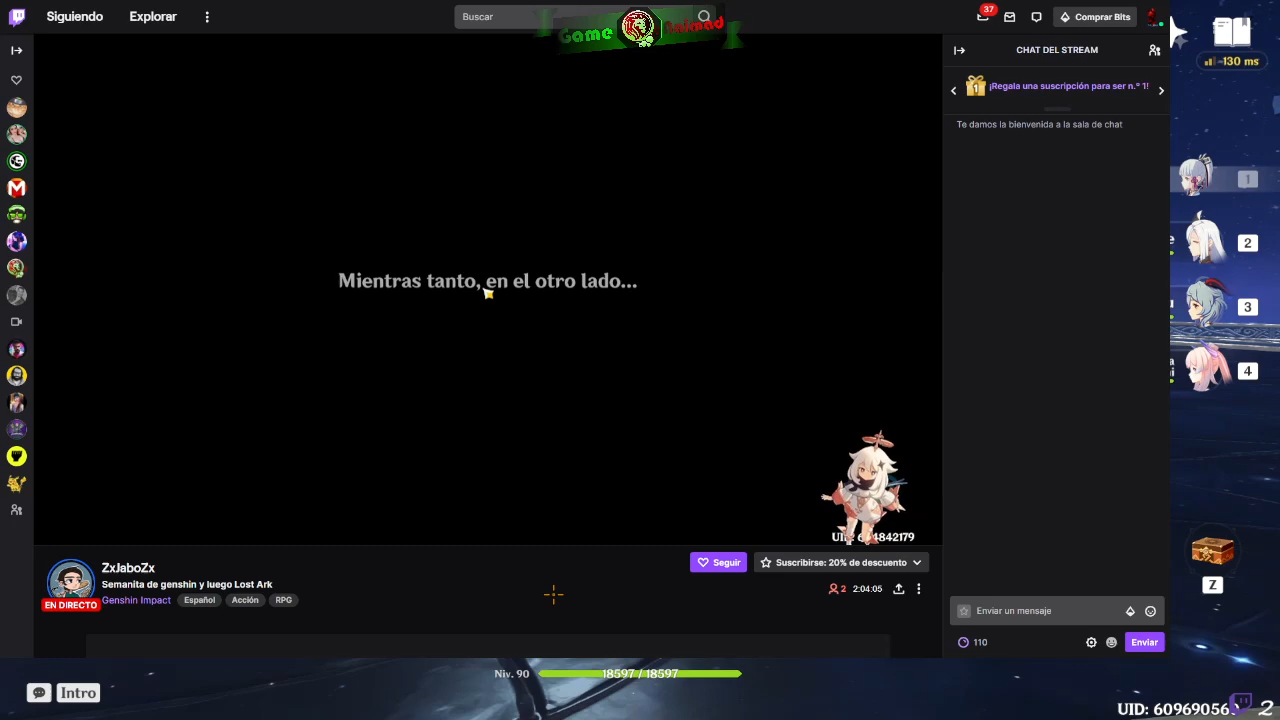 Siguiendo
Explorar
Buscar
Game Animad
37
Comprar Bits
~130 ms
CHAT DEL STREAM
1
¡Regala una suscripción para ser n.º 1!
Te damos la bienvenida a la sala de chat
1
2
3
4
Mientras tanto, en el otro lado...
Z
ZxJaboZx
Semanita de genshin y luego Lost Ark
EN DIRECTO
Genshin Impact
Español
Acción
RPG
Seguir
Suscribirse: 20% de descuento
2
2:04:05
Enviar un mensaje
110
Enviar
Niv. 90
18597 / 18597
Intro
2